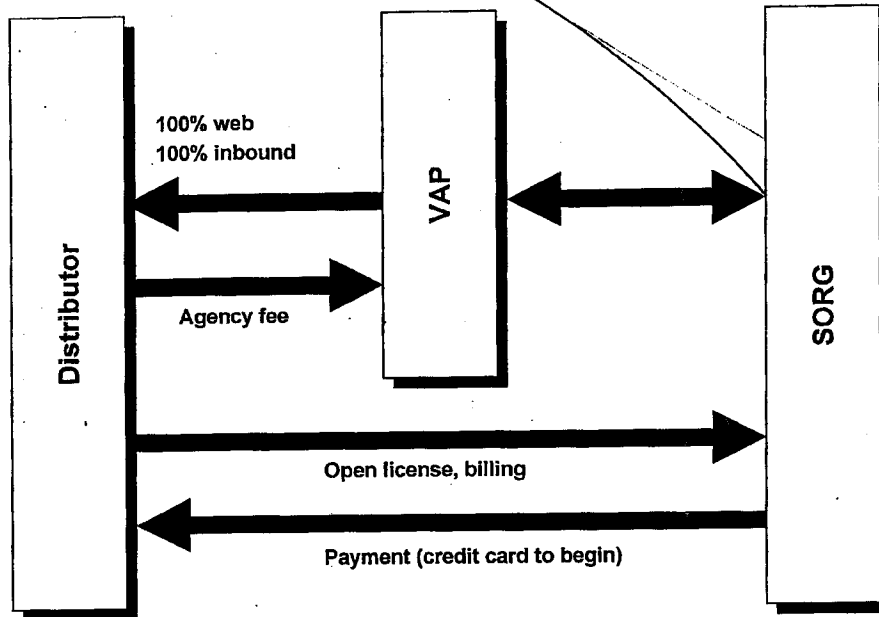 100% web
100% inbound
VAP
Distributor
Agency fee
SORG
Open license, billing
Payment (credit card to begin)